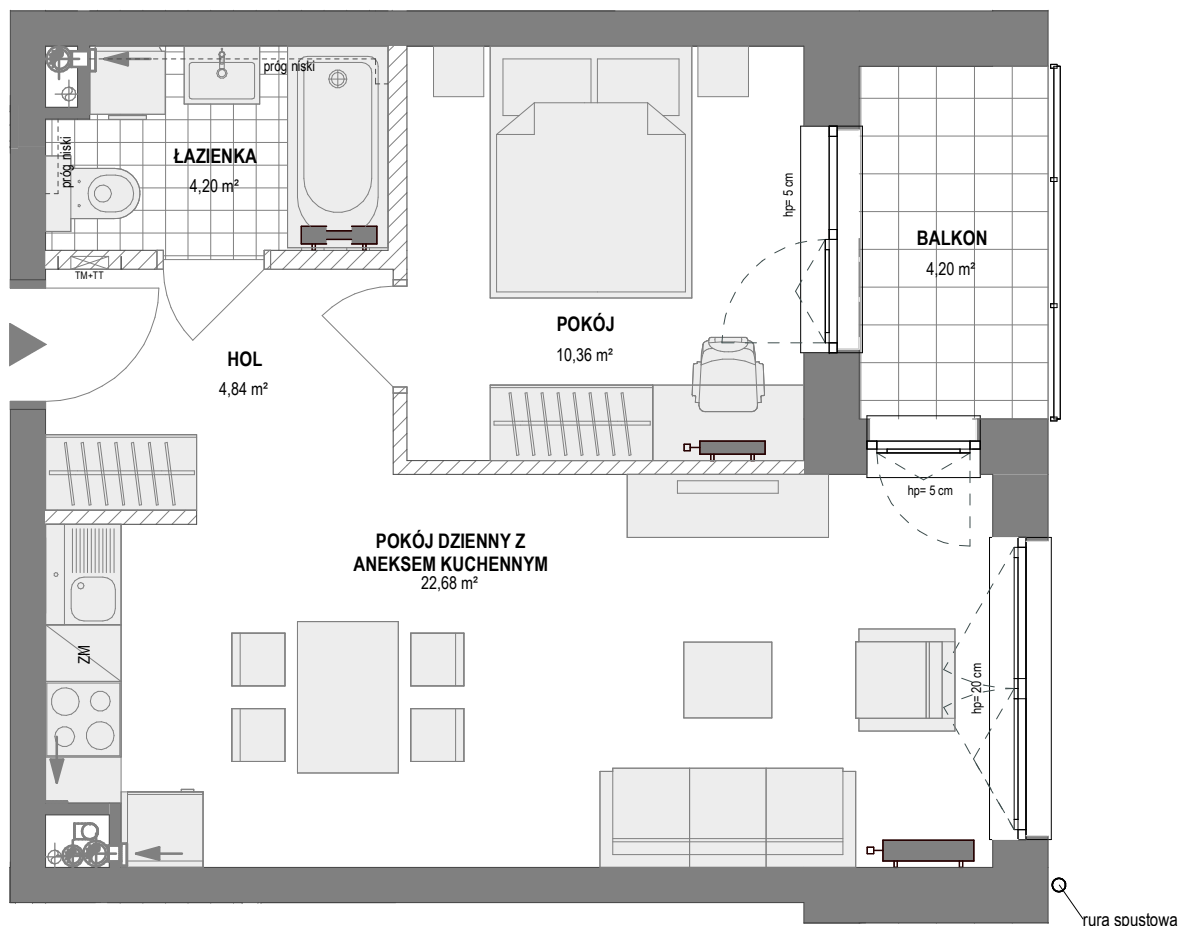 próg niski
ŁAZIENKA
4,20 m²
próg niski
TM+TT
HOL
4,84 m²
POKÓJ
10,36 m²
hp= 5 cm
BALKON
4,20 m²
hp= 5 cm
POKÓJ DZIENNY Z
ANEKSEM KUCHENNYM
22,68 m²
ZM
hp= 20 cm
rura spustowa